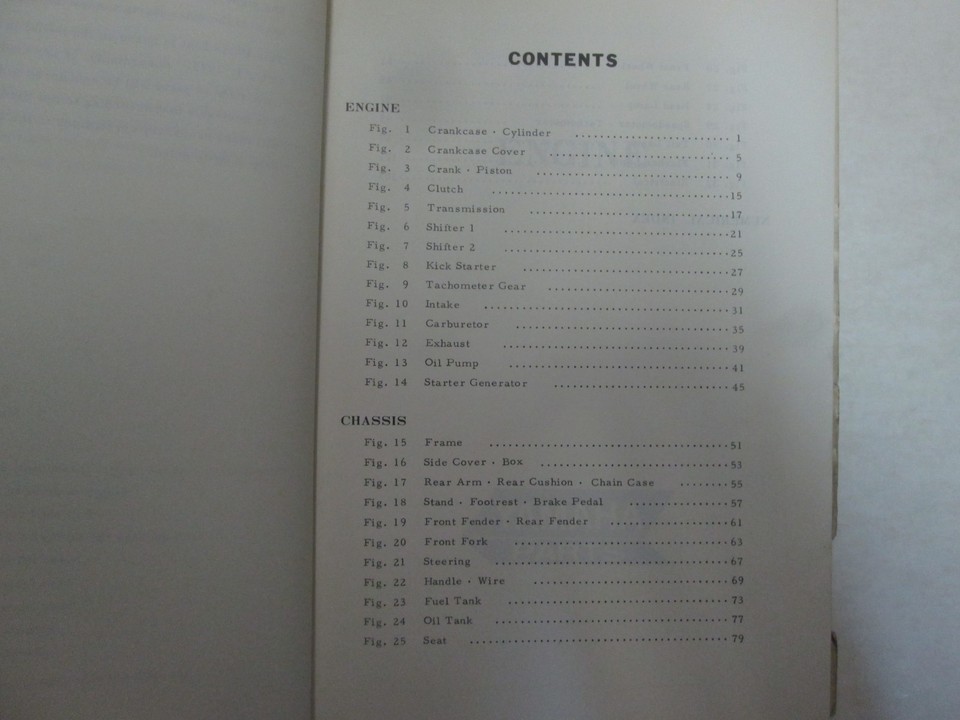 CONTENTS
ENGINE
Fig. 1 Crankcase · Cylinder ........................ 1
Fig. 2 Crankcase Cover ........................... 5
Fig. 3 Crank · Piston ............................. 9
Fig. 4 Clutch ...................................15
Fig. 5 Transmission .............................17
Fig. 6 Shifter 1 .................................21
Fig. 7 Shifter 2 .................................25
Fig. 8 Kick Starter ..............................27
Fig. 9 Tachometer Gear ..........................29
Fig. 10 Intake ...................................31
Fig. 11 Carburetor ...............................35
Fig. 12 Exhaust .................................39
Fig. 13 Oil Pump ................................41
Fig. 14 Starter Generator ..........................45
CHASSIS
Fig. 15 Frame ...................................51
Fig. 16 Side Cover · Box ............................53
Fig. 17 Rear Arm · Rear Cushion · Chain Case ........55
Fig. 18 Stand · Footrest · Brake Pedal ...............57
Fig. 19 Front Fender · Rear Fender .................61
Fig. 20 Front Fork ...............................63
Fig. 21 Steering .................................67
Fig. 22 Handle · Wire ............................69
Fig. 23 Fuel Tank ................................73
Fig. 24 Oil Tank .................................77
Fig. 25 Seat .....................................79